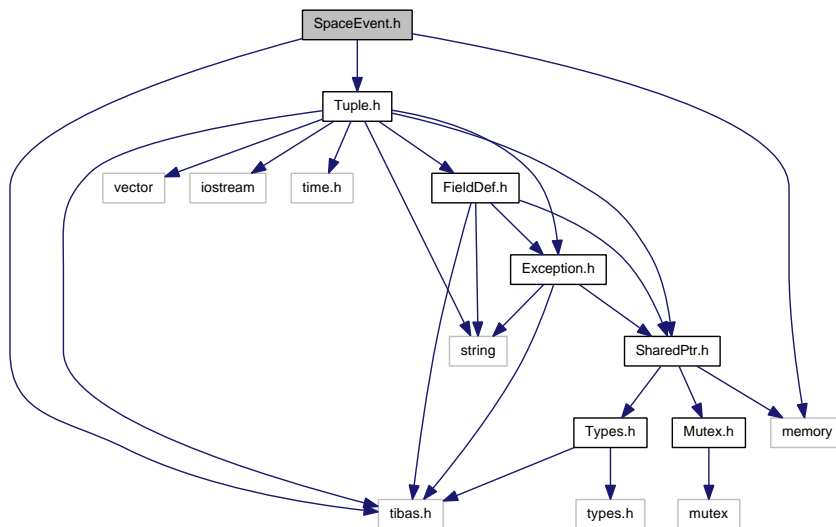 SpaceEvent.h
Tuple.h
vector
iostream
time.h
FieldDef.h
Exception.h
string
SharedPtr.h
Types.h
Mutex.h
memory
tibas.h
types.h
mutex